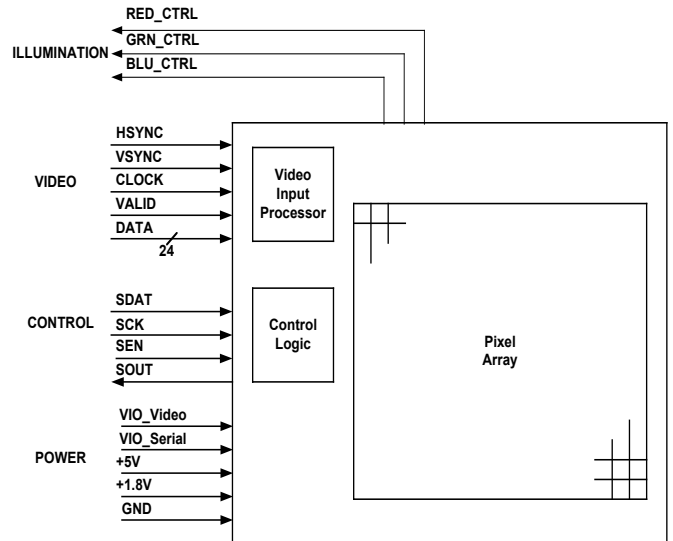 RED_CTRL
GRN_CTRL
ILLUMINATION
BLU_CTRL
HSYNC
VSYNC
VIDEO
CLOCK
VALID
DATA
24
Video
Input
Processor
SDAT
CONTROL
SCK
SEN
SOUT
Control
Logic
Pixel
Array
VIO_Video
VIO_Serial
POWER
+5V
+1.8V
GND